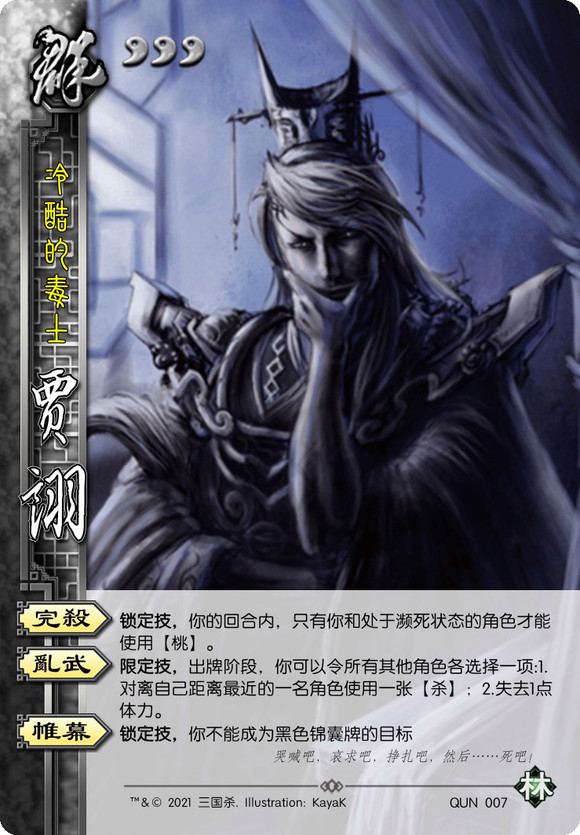 群
冷酷的毒士
贾诩
完殺
锁定技，你的回合内，只有你和处于濒死状态的角色才能
使用【桃】。
亂武
限定技，出牌阶段，你可以令所有其他角色各选择一项:1.
对离自己距离最近的一名角色使用一张【杀】；2.失去1点
体力。
帷幕
锁定技，你不能成为黑色锦囊牌的目标
哭喊吧，哀求吧，挣扎吧，然后……死吧！
™&© 2021 三国杀. Illustration: KayaK
QUN 007
林